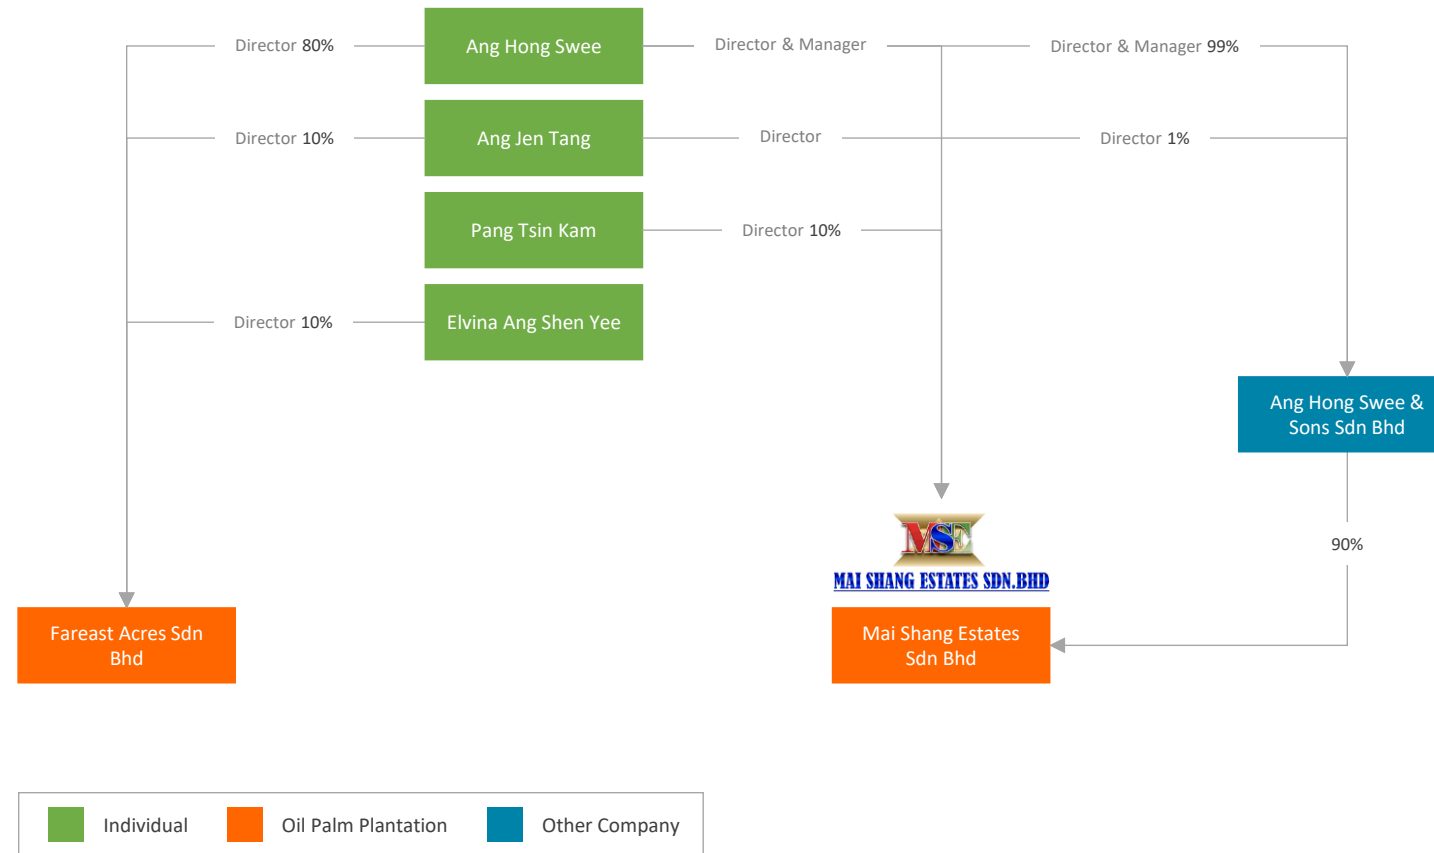 Director 80%
Ang Hong Swee
Director & Manager
Director & Manager 99%
Director 10%
Ang Jen Tang
Director
Director 1%
Pang Tsin Kam
Director 10%
Director 10%
Elvina Ang Shen Yee
Ang Hong Swee &
Sons Sdn Bhd
90%
MSE
MAI SHANG ESTATES SDN.BHD
Fareast Acres Sdn
Bhd
Mai Shang Estates
Sdn Bhd
Individual
Oil Palm Plantation
Other Company